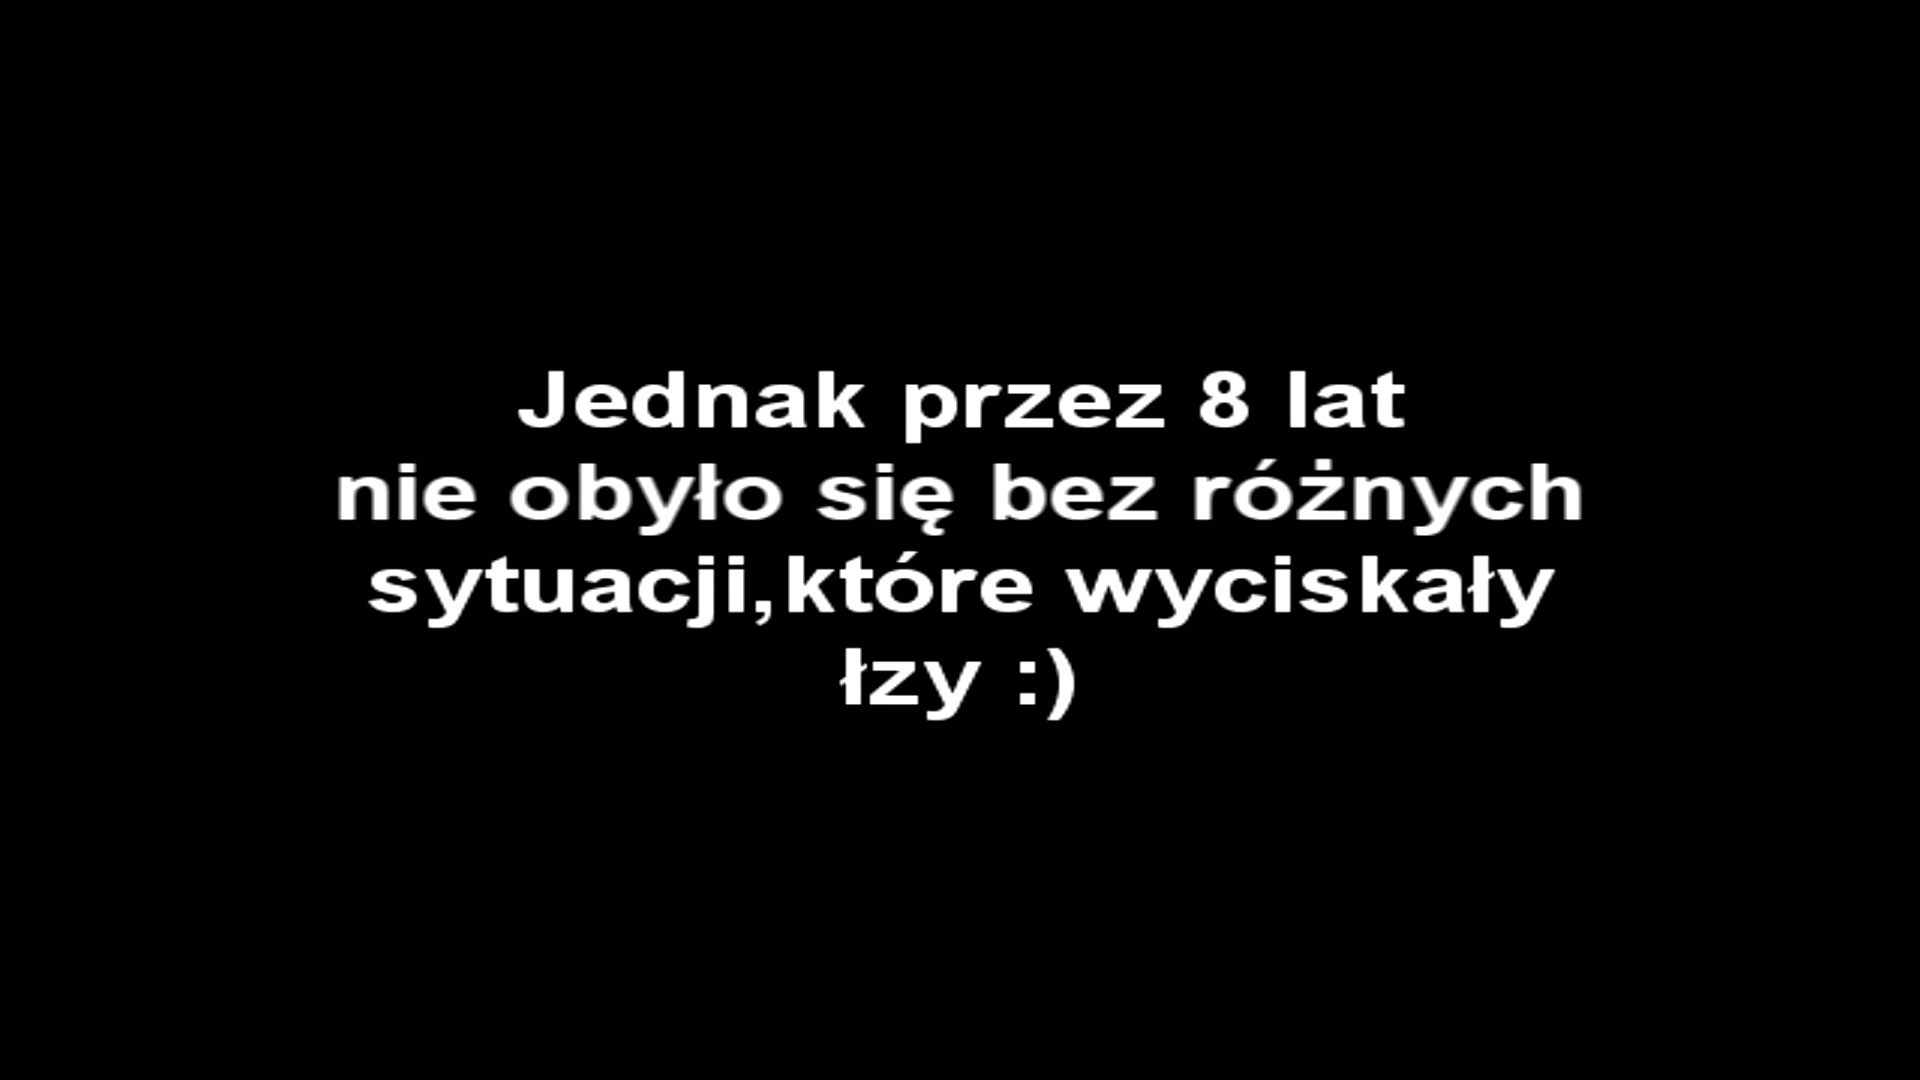 Jednak przez 8 lat
nie obyło się bez różnych
sytuacji,które wyciskały
łzy :)